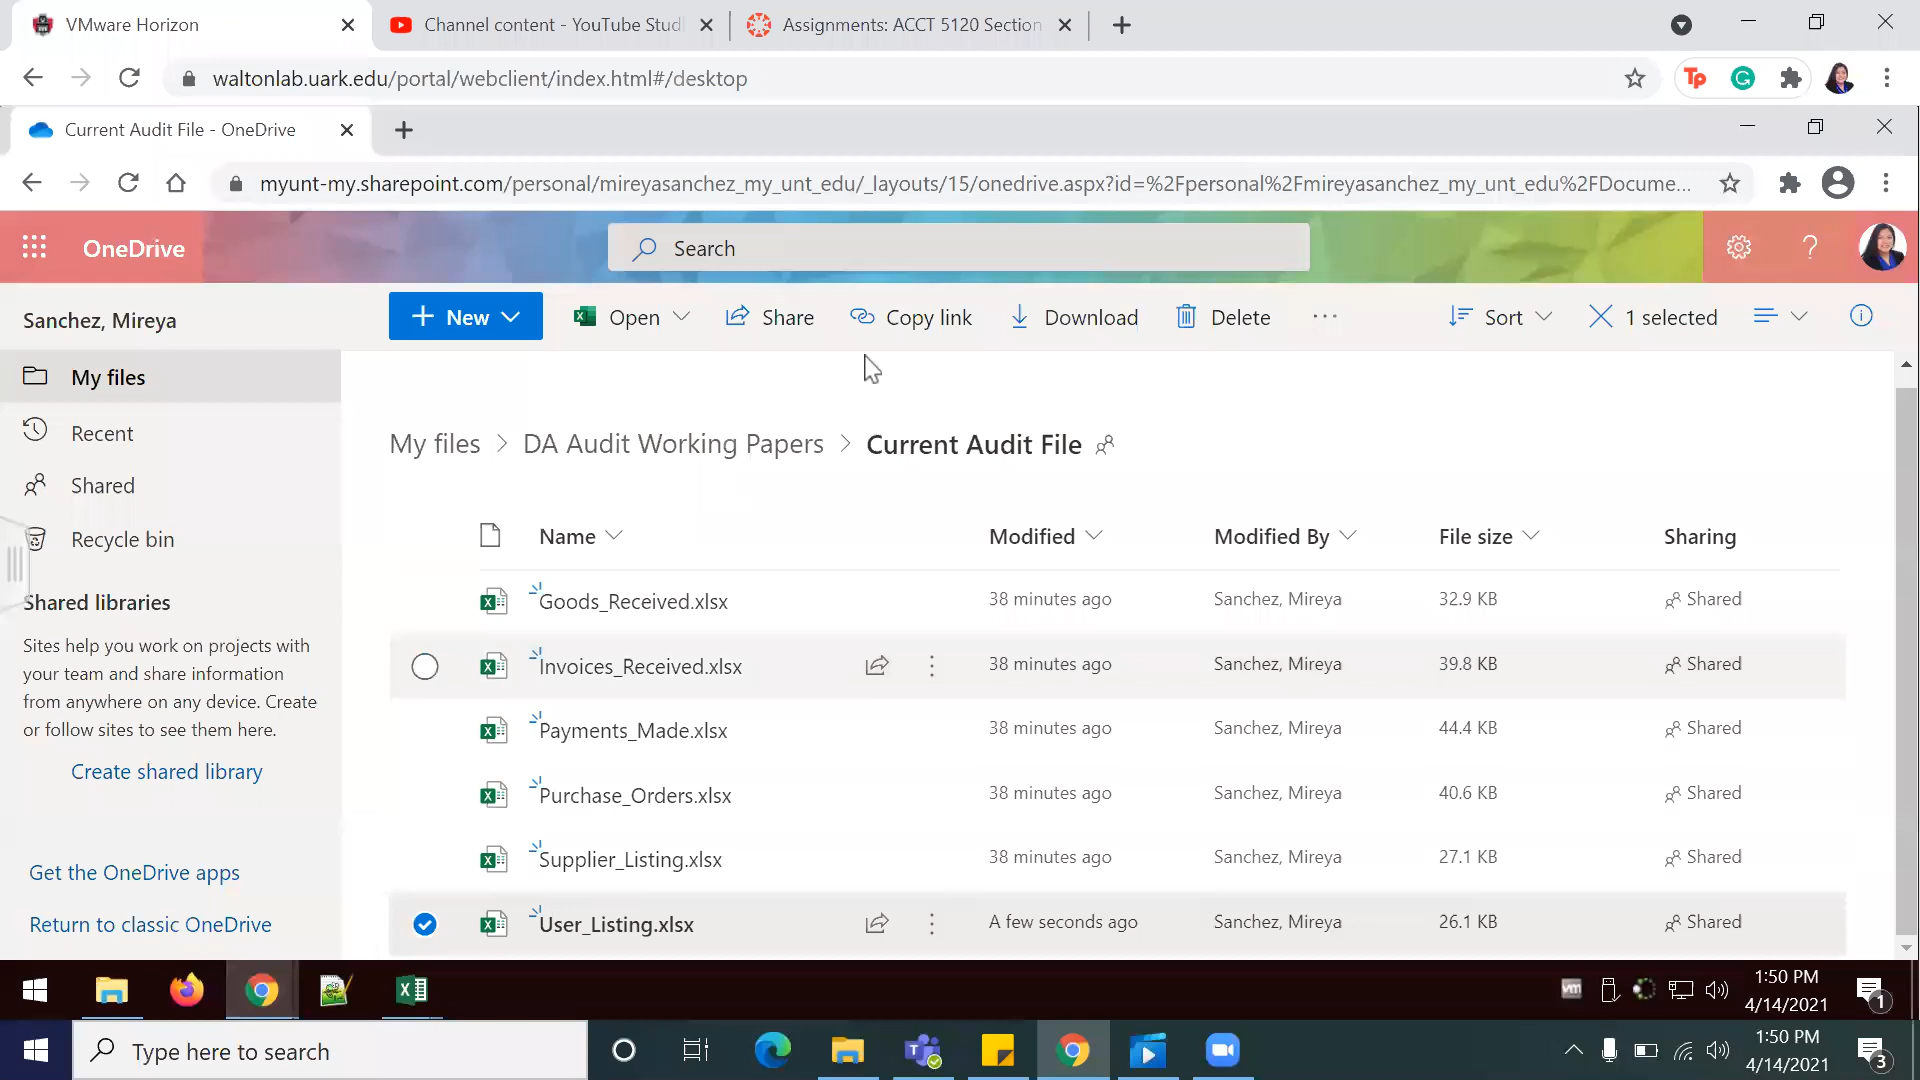 VMware Horizon
Channel content - YouTube Studi
Assignments: ACCT 5120 Section
waltonlab.uark.edu/portal/webclient/index.html#/desktop
Current Audit File - OneDrive
myunt-my.sharepoint.com/personal/mireyasanchez_my_unt_edu/_layouts/15/onedrive.aspx?id=%2Fpersonal%2Fmireyasanchez_my_unt_edu%2FDocume...
OneDrive
Search
Sanchez, Mireya
New
Open
Share
Copy link
Download
Delete
Sort
1 selected
My files
Recent
Shared
Recycle bin
Shared libraries
Sites help you work on projects with
your team and share information
from anywhere on any device. Create
or follow sites to see them here.
Create shared library
Get the OneDrive apps
Return to classic OneDrive
My files > DA Audit Working Papers > Current Audit File
Name Modified Modified By File size Sharing
Goods_Received.xlsx 38 minutes ago Sanchez, Mireya 32.9 KB Shared
Invoices_Received.xlsx 38 minutes ago Sanchez, Mireya 39.8 KB Shared
Payments_Made.xlsx 38 minutes ago Sanchez, Mireya 44.4 KB Shared
Purchase_Orders.xlsx 38 minutes ago Sanchez, Mireya 40.6 KB Shared
Supplier_Listing.xlsx 38 minutes ago Sanchez, Mireya 27.1 KB Shared
User_Listing.xlsx A few seconds ago Sanchez, Mireya 26.1 KB Shared
vm
1:50 PM
4/14/2021
1
Type here to search
1:50 PM
4/14/2021
3